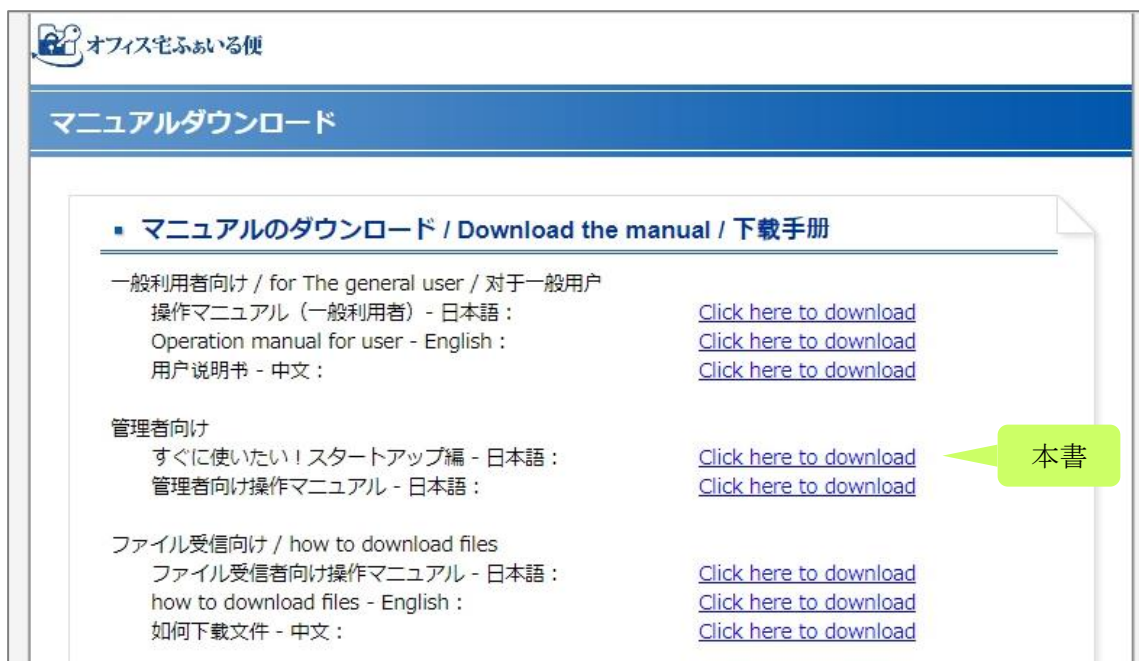 オフィス宅ふぁいる便
マニュアルダウンロード
▪ マニュアルのダウンロード / Download the manual / 下载手册
一般利用者向け / for The general user / 对于一般用户
操作マニュアル（一般利用者）- 日本語： Click here to download
Operation manual for user - English： Click here to download
用户说明书 - 中文： Click here to download
管理者向け
すぐに使いたい！スタートアップ編 - 日本語： Click here to download 本書
管理者向け操作マニュアル - 日本語： Click here to download
ファイル受信向け / how to download files
ファイル受信者向け操作マニュアル - 日本語： Click here to download
how to download files - English： Click here to download
如何下载文件 - 中文： Click here to download